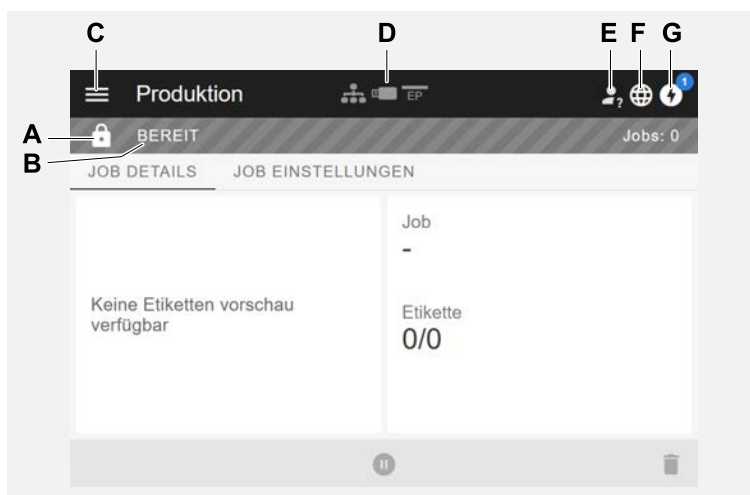 C D E F G
Produktion EP 1
A BEREIT Jobs: 0
B
JOB DETAILS JOB EINSTELLUNGEN
Job
-
Keine Etiketten vorschau
verfügbar
Etikette
0/0